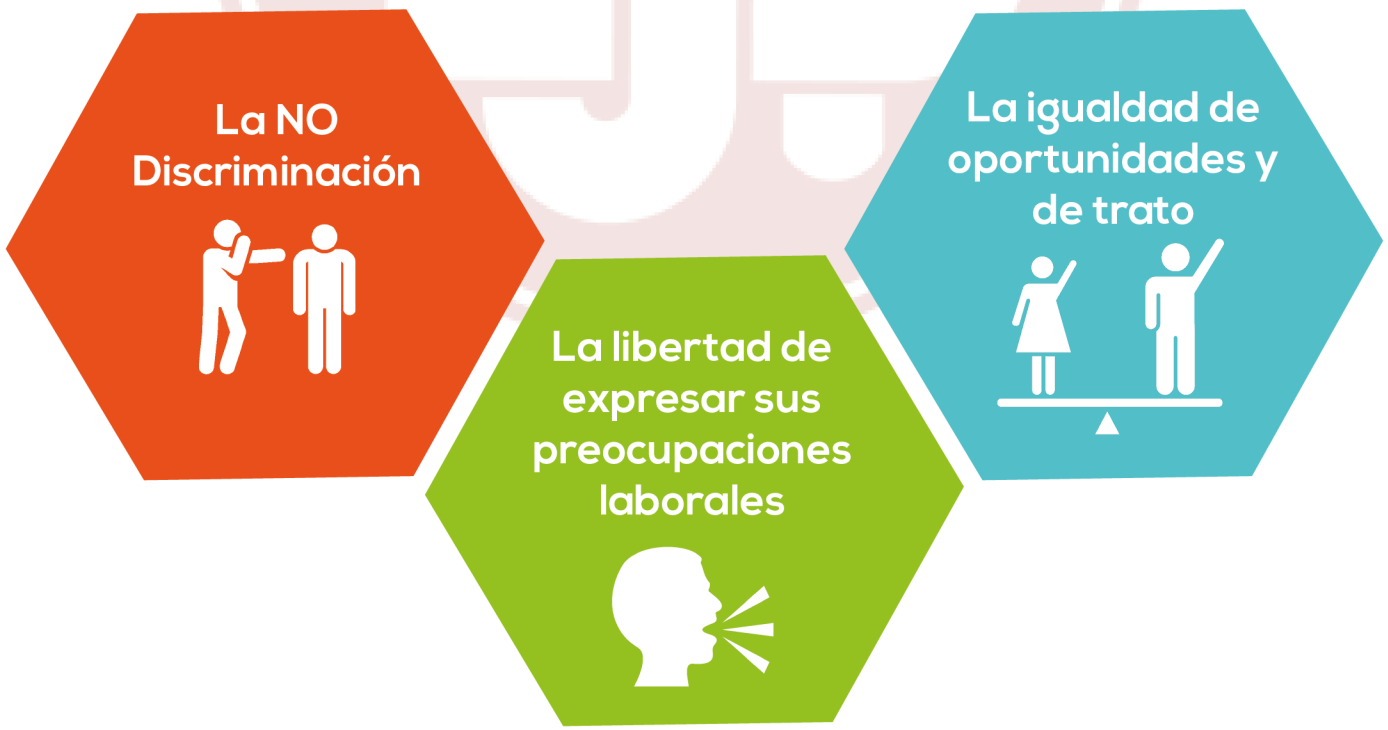 La NO
Discriminación
La libertad de
expresar sus
preocupaciones
laborales
La igualdad de
oportunidades y
de trato